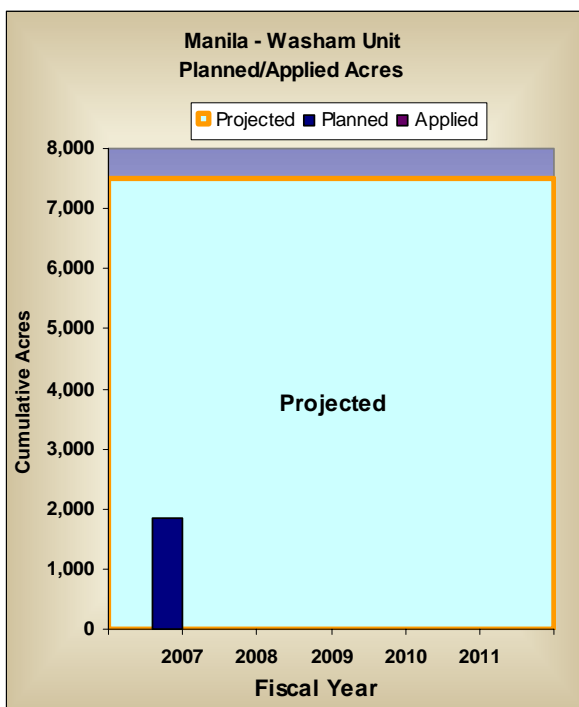 Manila - Washam Unit
Planned/Applied Acres
Projected Planned Applied
8,000
7,000
6,000
5,000
4,000
3,000
2,000
1,000
0
Cumulative Acres
Projected
2007 2008 2009 2010 2011
Fiscal Year